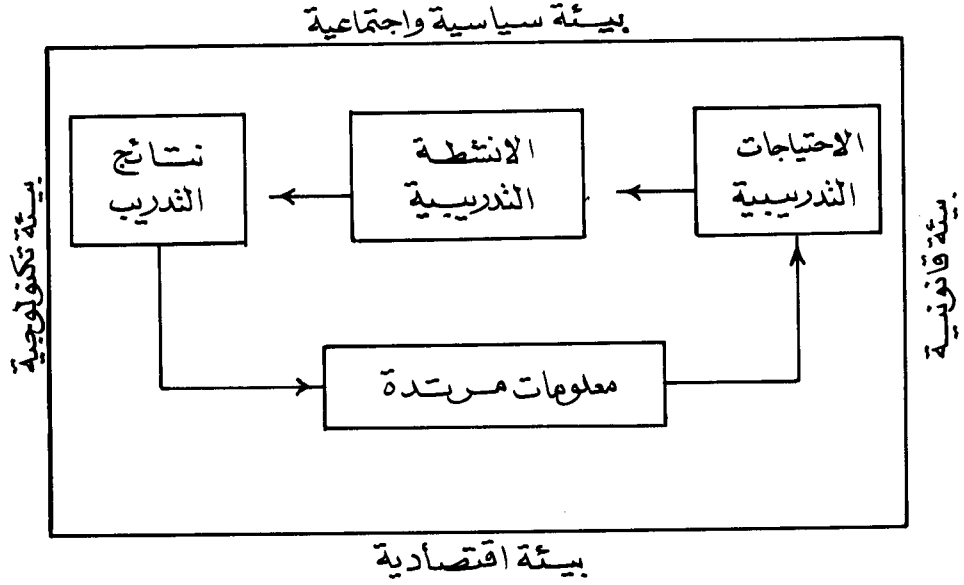 بيئة سياسية واجتماعية
الاحتياجات
التدريبية
الانشطة
التدريبية
نتائج
التدريب
بيئة قانونية
بيئة تكنولوجية
معلومات مرتدة
بيئة اقتصادية